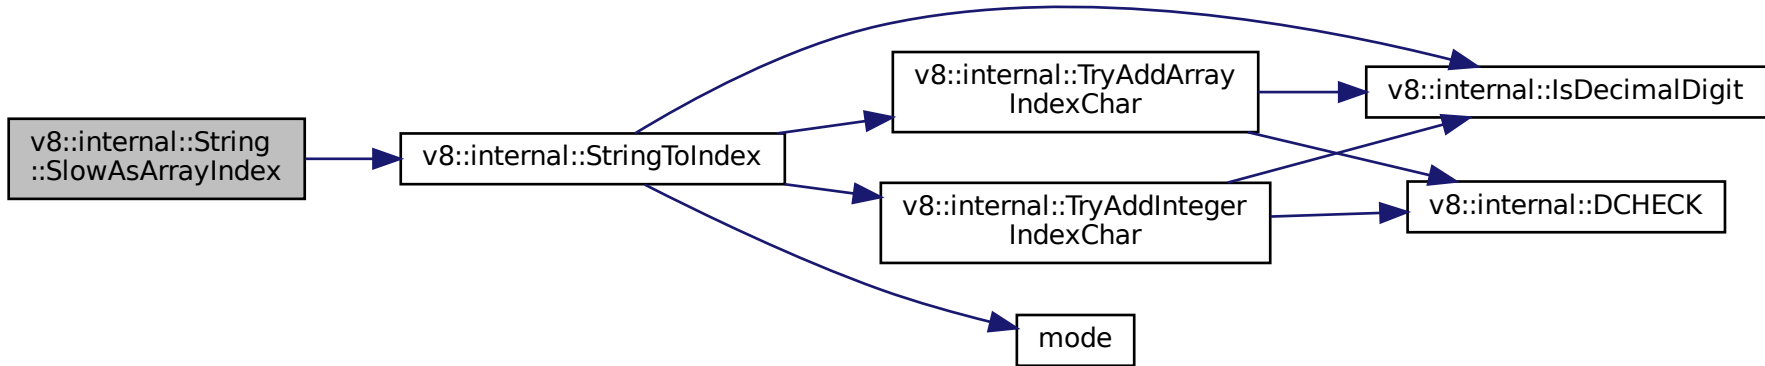 v8::internal::String
::SlowAsArrayIndex
v8::internal::StringToIndex
v8::internal::TryAddArray
IndexChar
v8::internal::IsDecimalDigit
v8::internal::TryAddInteger
IndexChar
v8::internal::DCHECK
mode